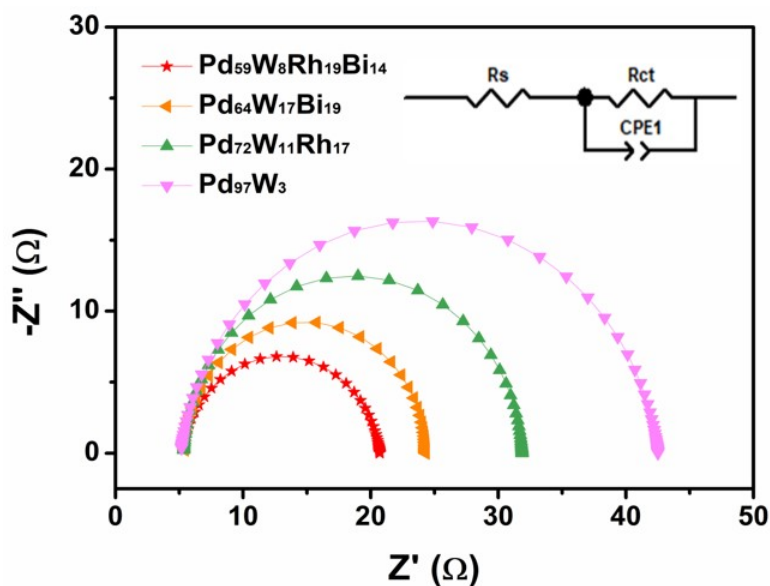 30
20
10
0
-Z'' (Ω)
Pd₅₉W₈Rh₁₉Bi₁₄
Pd₆₄W₁₇Bi₁₉
Pd₇₂W₁₁Rh₁₇
Pd₉₇W₃
Rs
Rct
CPE1
0 10 20 30 40 50
Z' (Ω)